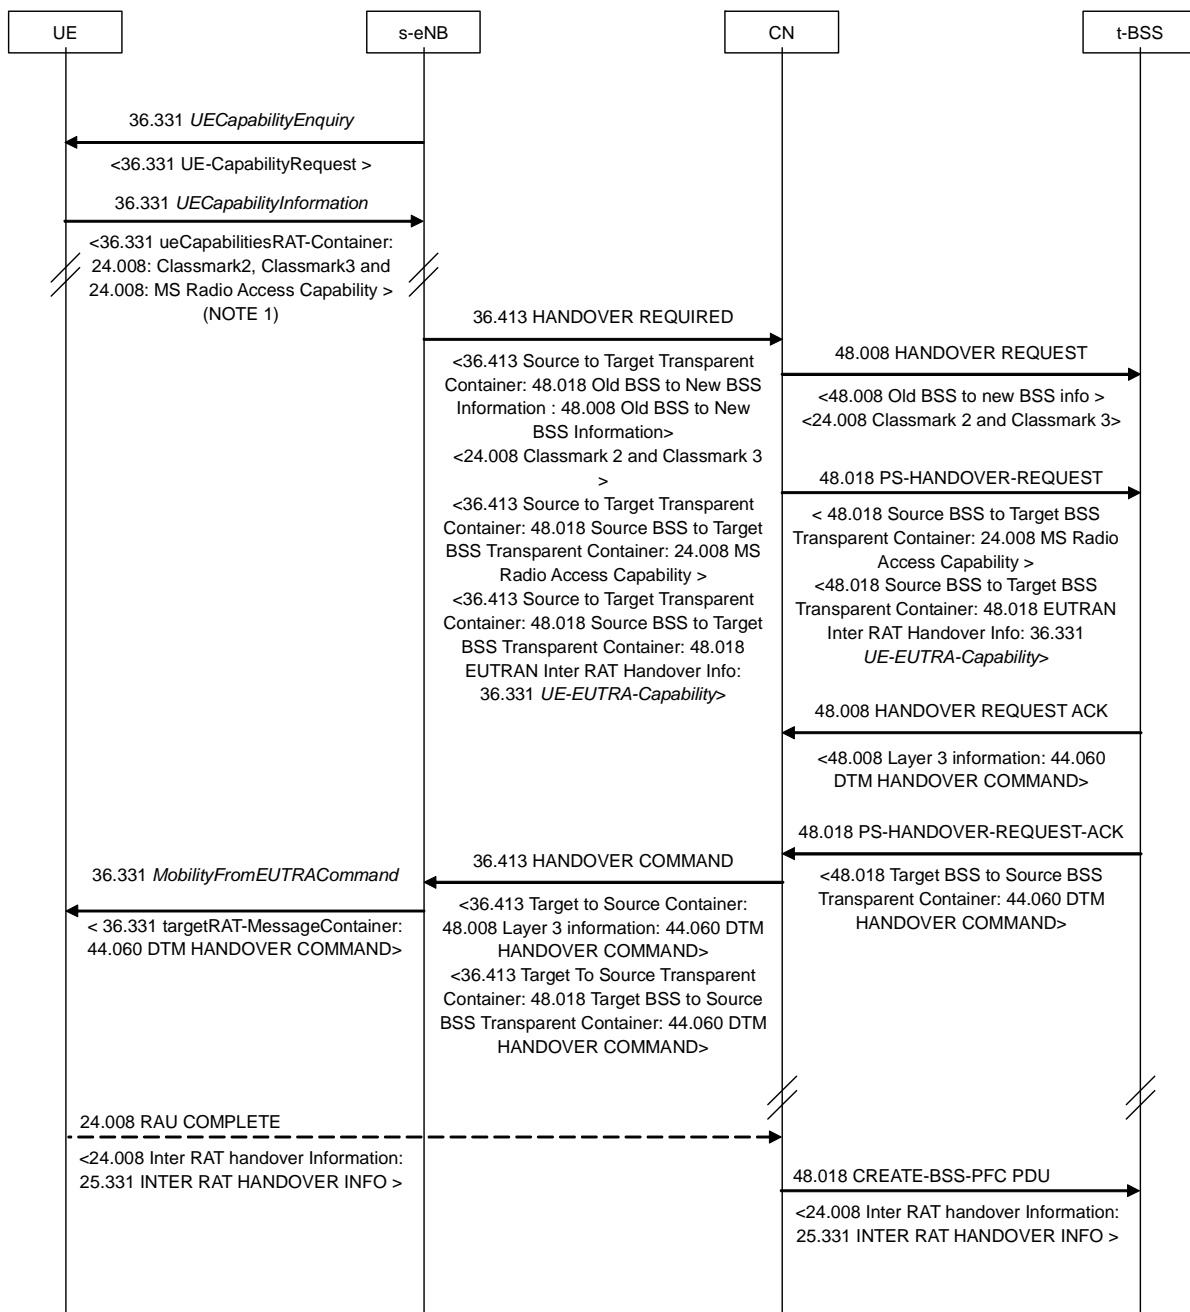 UE
s-eNB
CN
t-BSS
36.331 UECapabilityEnquiry
<36.331 UE-CapabilityRequest >
36.331 UECapabilityInformation
<36.331 ueCapabilitiesRAT-Container:
24.008: Classmark2, Classmark3 and
24.008: MS Radio Access Capability >
(NOTE 1)
36.413 HANDOVER REQUIRED
<36.413 Source to Target Transparent
Container: 48.018 Old BSS to New BSS
Information : 48.008 Old BSS to New
BSS Information>
<24.008 Classmark 2 and Classmark 3
>
<36.413 Source to Target Transparent
Container: 48.018 Source BSS to Target
BSS Transparent Container: 24.008 MS
Radio Access Capability >
<36.413 Source to Target Transparent
Container: 48.018 Source BSS to Target
BSS Transparent Container: 48.018
EUTRAN Inter RAT Handover Info:
36.331 UE-EUTRA-Capability>
48.008 HANDOVER REQUEST
<48.008 Old BSS to new BSS info >
<24.008 Classmark 2 and Classmark 3>
48.018 PS-HANDOVER-REQUEST
< 48.018 Source BSS to Target BSS
Transparent Container: 24.008 MS Radio
Access Capability >
<48.018 Source BSS to Target BSS
Transparent Container: 48.018 EUTRAN
Inter RAT Handover Info: 36.331
UE-EUTRA-Capability>
48.008 HANDOVER REQUEST ACK
<48.008 Layer 3 information: 44.060
DTM HANDOVER COMMAND>
48.018 PS-HANDOVER-REQUEST-ACK
<48.018 Target BSS to Source BSS
Transparent Container: 44.060 DTM
HANDOVER COMMAND>
36.413 HANDOVER COMMAND
<36.413 Target to Source Container:
48.008 Layer 3 information: 44.060 DTM
HANDOVER COMMAND>
<36.413 Target To Source Transparent
Container: 48.018 Target BSS to Source
BSS Transparent Container: 44.060 DTM
HANDOVER COMMAND>
36.331 MobilityFromEUTRACommand
< 36.331 targetRAT-MessageContainer:
44.060 DTM HANDOVER COMMAND>
24.008 RAU COMPLETE
<24.008 Inter RAT handover Information:
25.331 INTER RAT HANDOVER INFO >
48.018 CREATE-BSS-PFC PDU
<24.008 Inter RAT handover Information:
25.331 INTER RAT HANDOVER INFO >